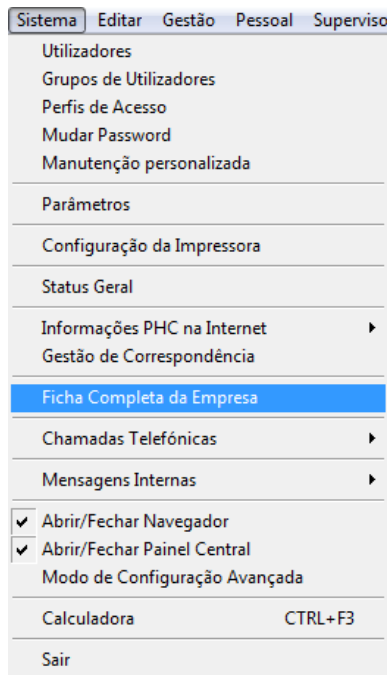 Sistema Editar Gestão Pessoal Superviso
Utilizadores
Grupos de Utilizadores
Perfis de Acesso
Mudar Password
Manutenção personalizada
Parâmetros
Configuração da Impressora
Status Geral
Informações PHC na Internet
Gestão de Correspondência
Ficha Completa da Empresa
Chamadas Telefónicas
Mensagens Internas
Abrir/Fechar Navegador
Abrir/Fechar Painel Central
Modo de Configuração Avançada
Calculadora CTRL+F3
Sair